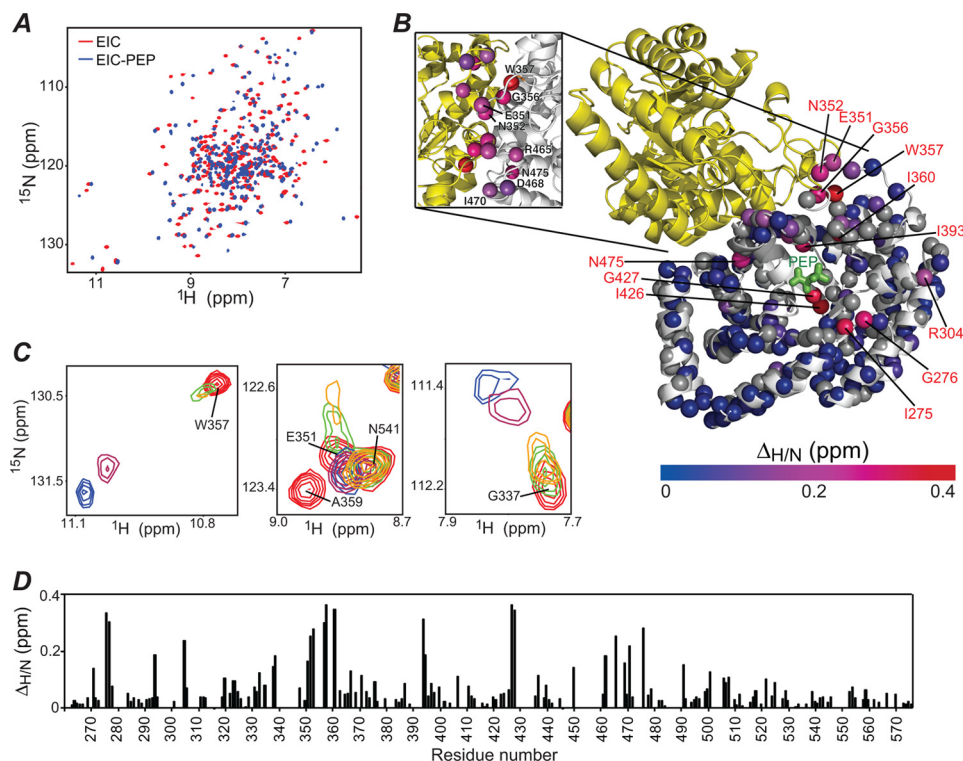 A
EIC
EIC-PEP
110
120
130
15N (ppm)
11
9
7
1H (ppm)
B
W357
G356
E351
N352
R465
N475
D468
I470
N352
E351
G356
W357
I360
I393
N475
PEP
G427
I426
R304
G276
I275
ΔH/N (ppm)
0
0.2
0.4
C
130.5
131.5
15N (ppm)
W357
11.1
10.8
1H (ppm)
122.6
123.4
E351
N541
A359
9.0
8.7
1H (ppm)
111.4
112.2
G337
7.9
7.7
1H (ppm)
D
0.4
0.2
0
ΔH/N (ppm)
270 280 290 300 310 320 330 340 350 360 370 380 390 400 410 420 430 440 450 460 470 480 490 500 510 520 530 540 550 560 570
Residue number